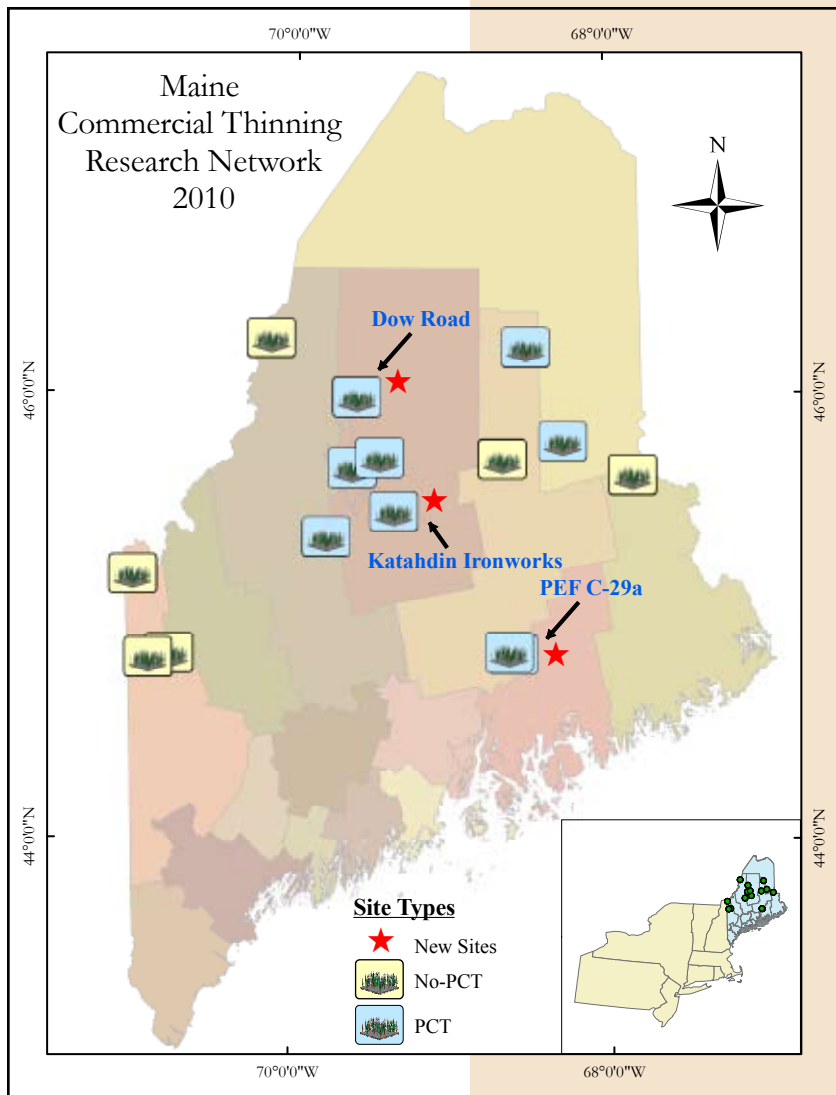 70°0'0"W
68°0'0"W
Maine
Commercial Thinning
Research Network
2010
N
Dow Road
46°0'0"N
46°0'0"N
Katahdin Ironworks
PEF C-29a
44°0'0"N
44°0'0"N
Site Types
New Sites
No-PCT
PCT
70°0'0"W
68°0'0"W